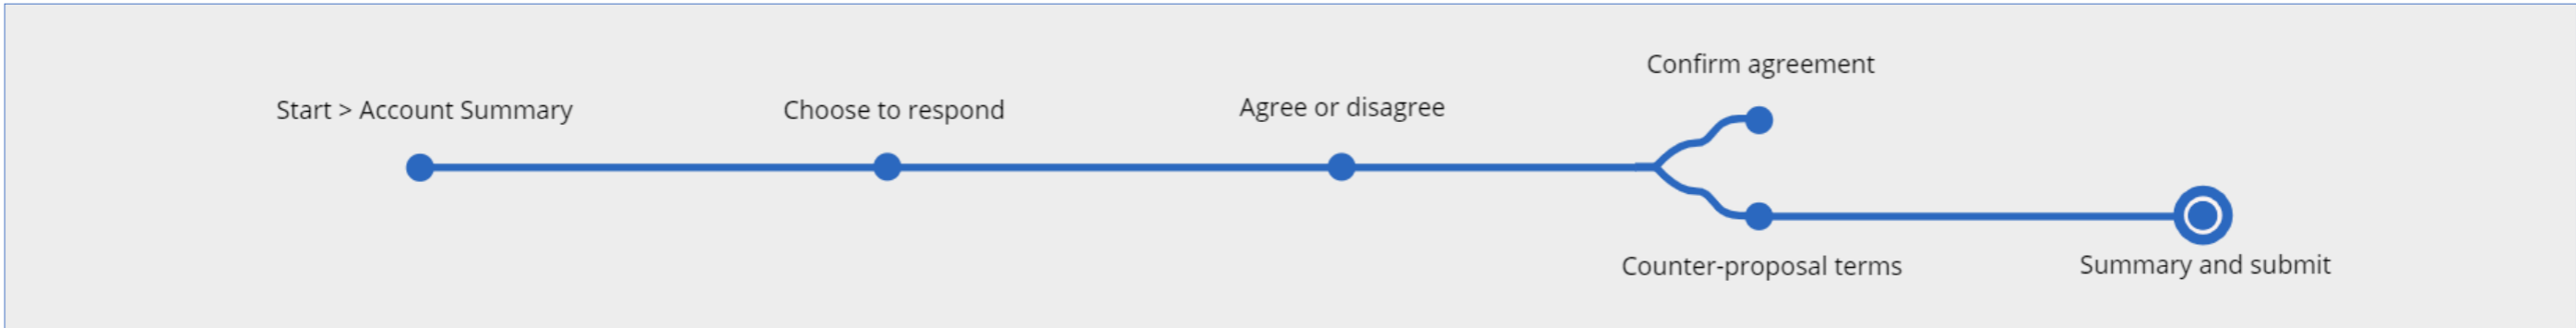 Start > Account Summary
Choose to respond
Agree or disagree
Confirm agreement
Counter-proposal terms
Summary and submit